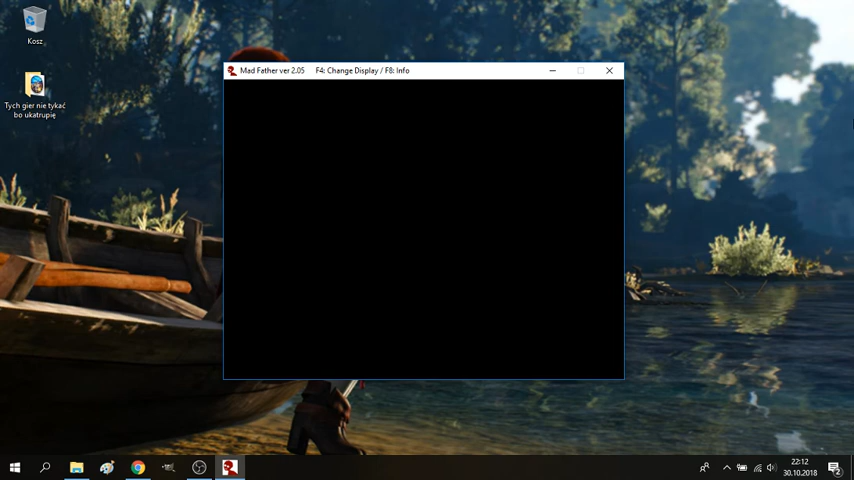 Kosz
Tych gier nie tykać
bo ukatrupię
Mad Father ver 2.05 F4: Change Display / F8: Info
22:12
30.10.2018
2